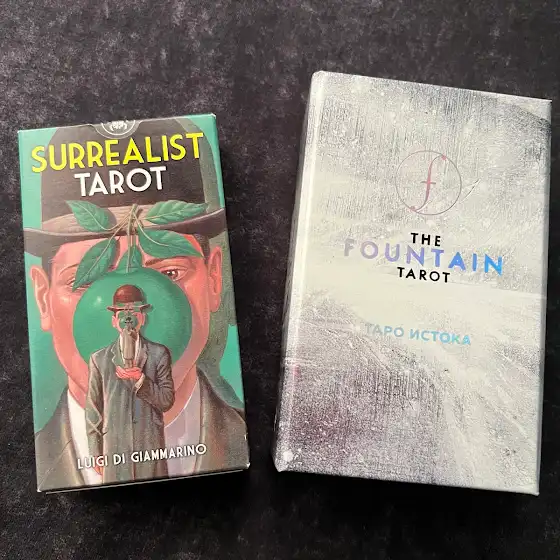 SURREALIST
TAROT
LUIGI DI GIAMMARINO
f
THE
FOUNTAIN
TAROT
ТАРО ИСТОКА